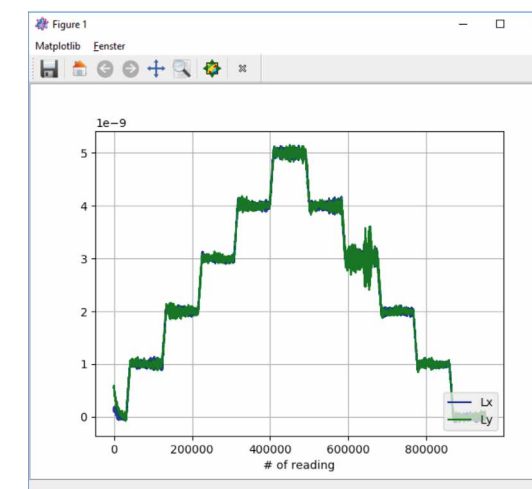 Figure 1
Matplotlib Fenster
1e−9
5
4
3
2
1
0
0 200000 400000 600000 800000
# of reading
Lx
Ly